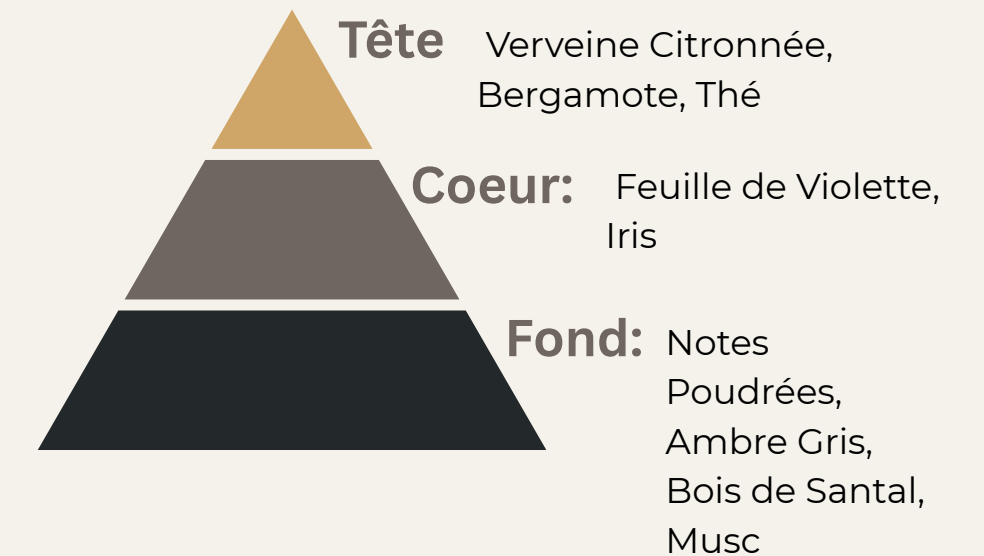 Tête Verveine Citronnée,
Bergamote, Thé
Coeur: Feuille de Violette,
Iris
Fond: Notes
Poudrées,
Ambre Gris,
Bois de Santal,
Musc